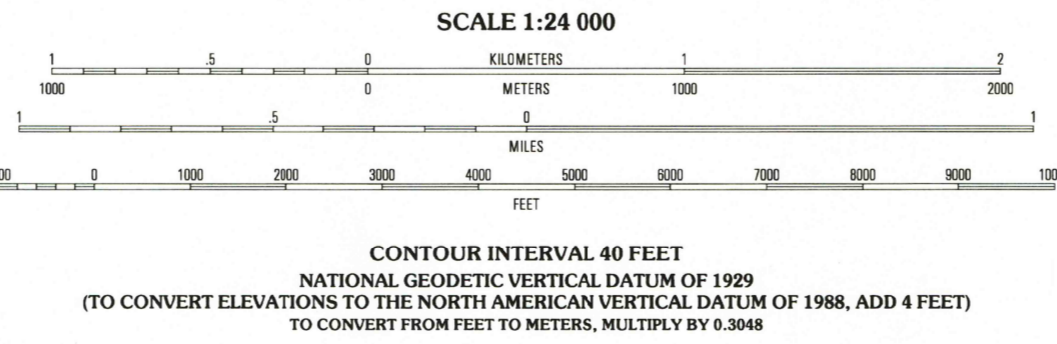 SCALE 1:24 000
1 .5 0 KILOMETERS 1 2
1000 0 METERS 1000 2000
1 .5 0 1
MILES
0 1000 2000 3000 4000 5000 6000 7000 8000 9000
FEET
CONTOUR INTERVAL 40 FEET
NATIONAL GEODETIC VERTICAL DATUM OF 1929
(TO CONVERT ELEVATIONS TO THE NORTH AMERICAN VERTICAL DATUM OF 1988, ADD 4 FEET)
TO CONVERT FROM FEET TO METERS, MULTIPLY BY 0.3048